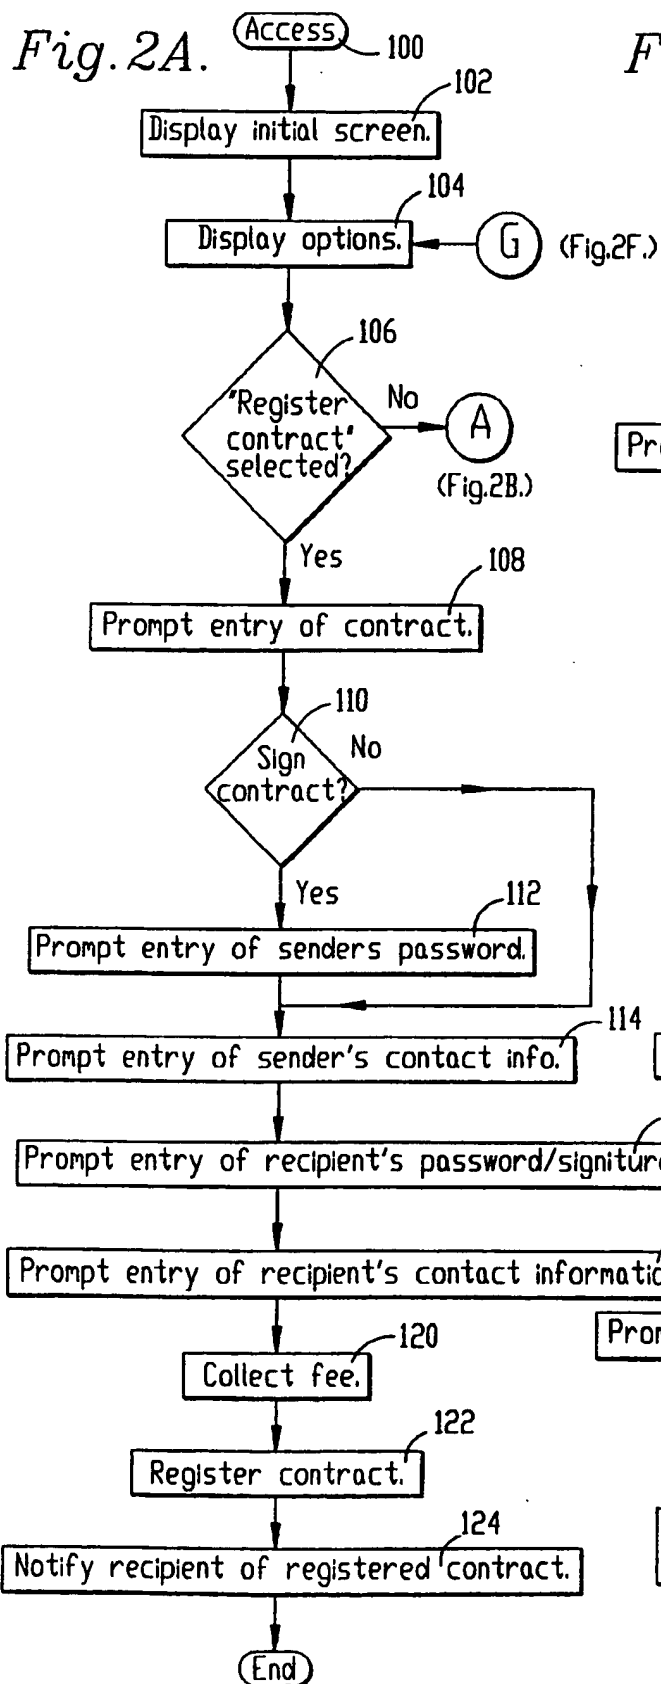 Fig. 2A.
Access
100
F
102
Display initial screen.
104
Display options.
G
(Fig.2F.)
106
"Register
contract"
selected?
No
A
(Fig.2B.)
Yes
108
Prompt entry of contract.
110
Sign
contract?
No
Yes
112
Prompt entry of senders password.
114
Prompt entry of sender's contact info.
Prompt entry of recipient's password/signiture
Prompt entry of recipient's contact informatio
120
Collect fee.
122
Register contract.
124
Notify recipient of registered contract.
End